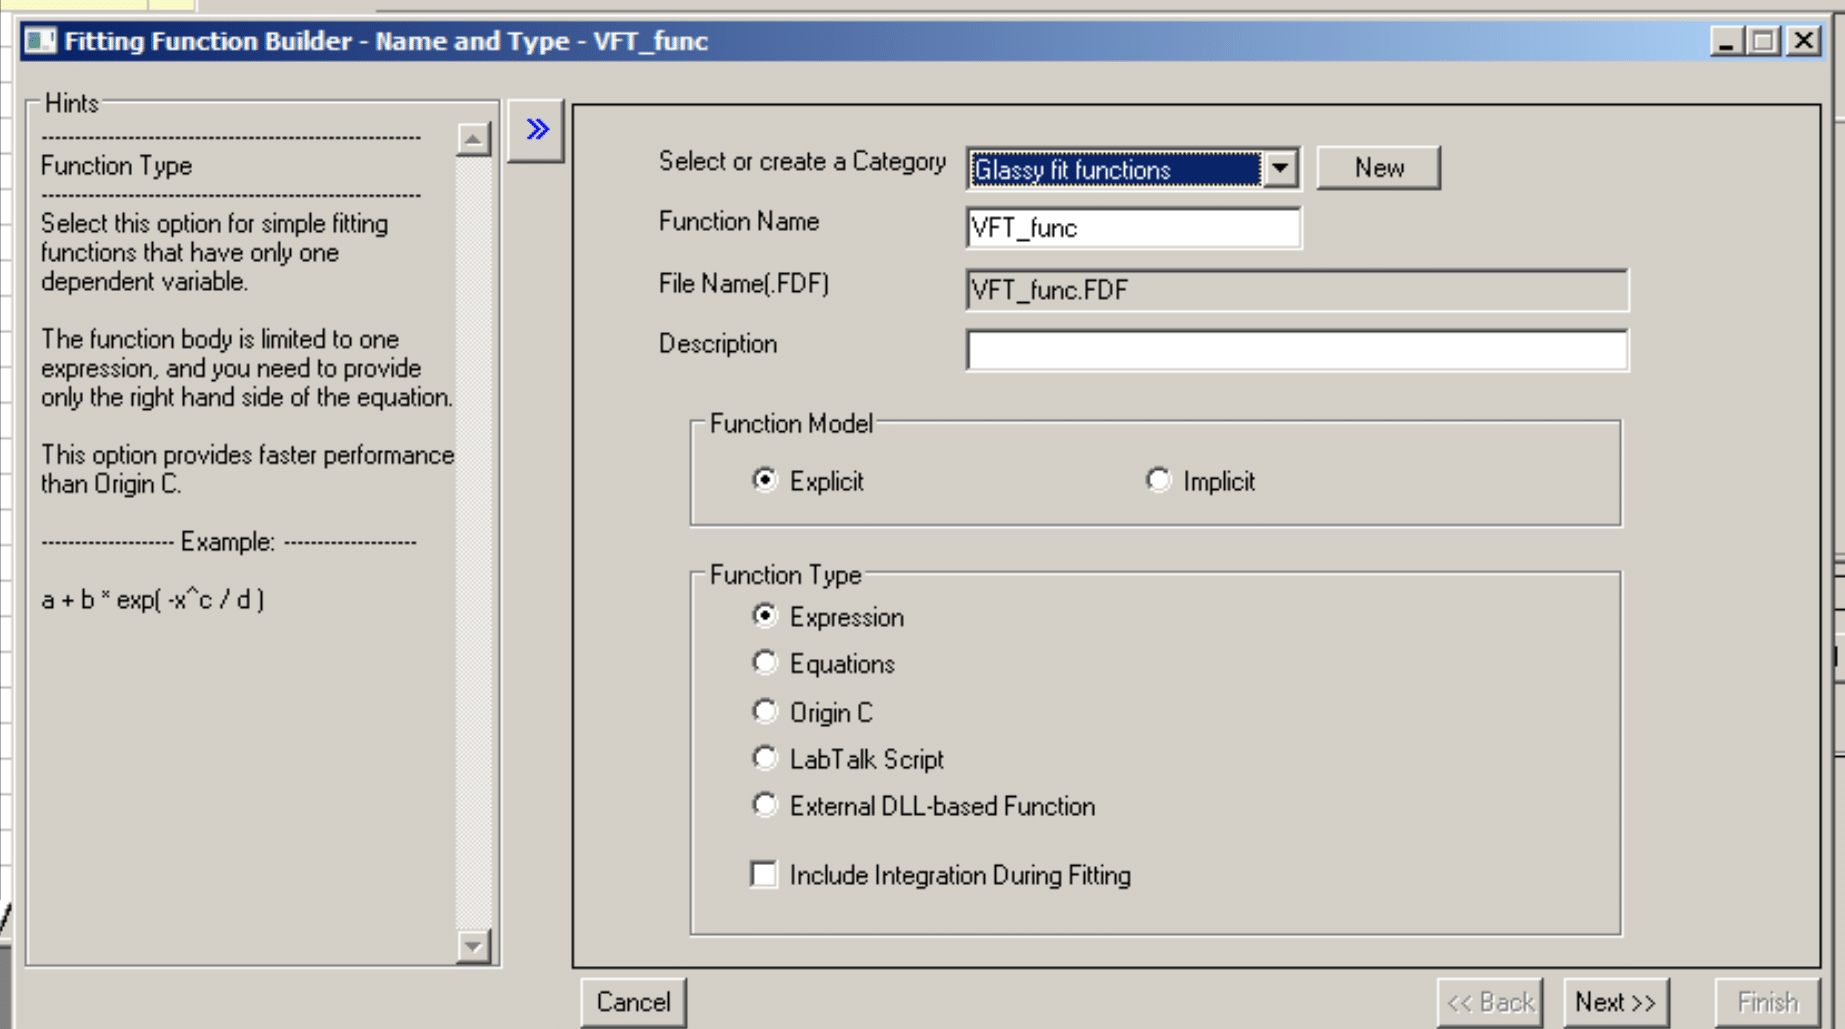 Fitting Function Builder - Name and Type - VFT_func
Hints
Function Type
Select this option for simple fitting
functions that have only one
dependent variable.
The function body is limited to one
expression, and you need to provide
only the right hand side of the equation.
This option provides faster performance
than Origin C.
------------------- Example: -------------------
a + b * exp( -x^c / d )
>>
Select or create a Category Glassy fit functions New
Function Name VFT_func
File Name(.FDF) VFT_func.FDF
Description
Function Model
Explicit Implicit
Function Type
Expression
Equations
Origin C
LabTalk Script
External DLL-based Function
Include Integration During Fitting
Cancel << Back Next >> Finish